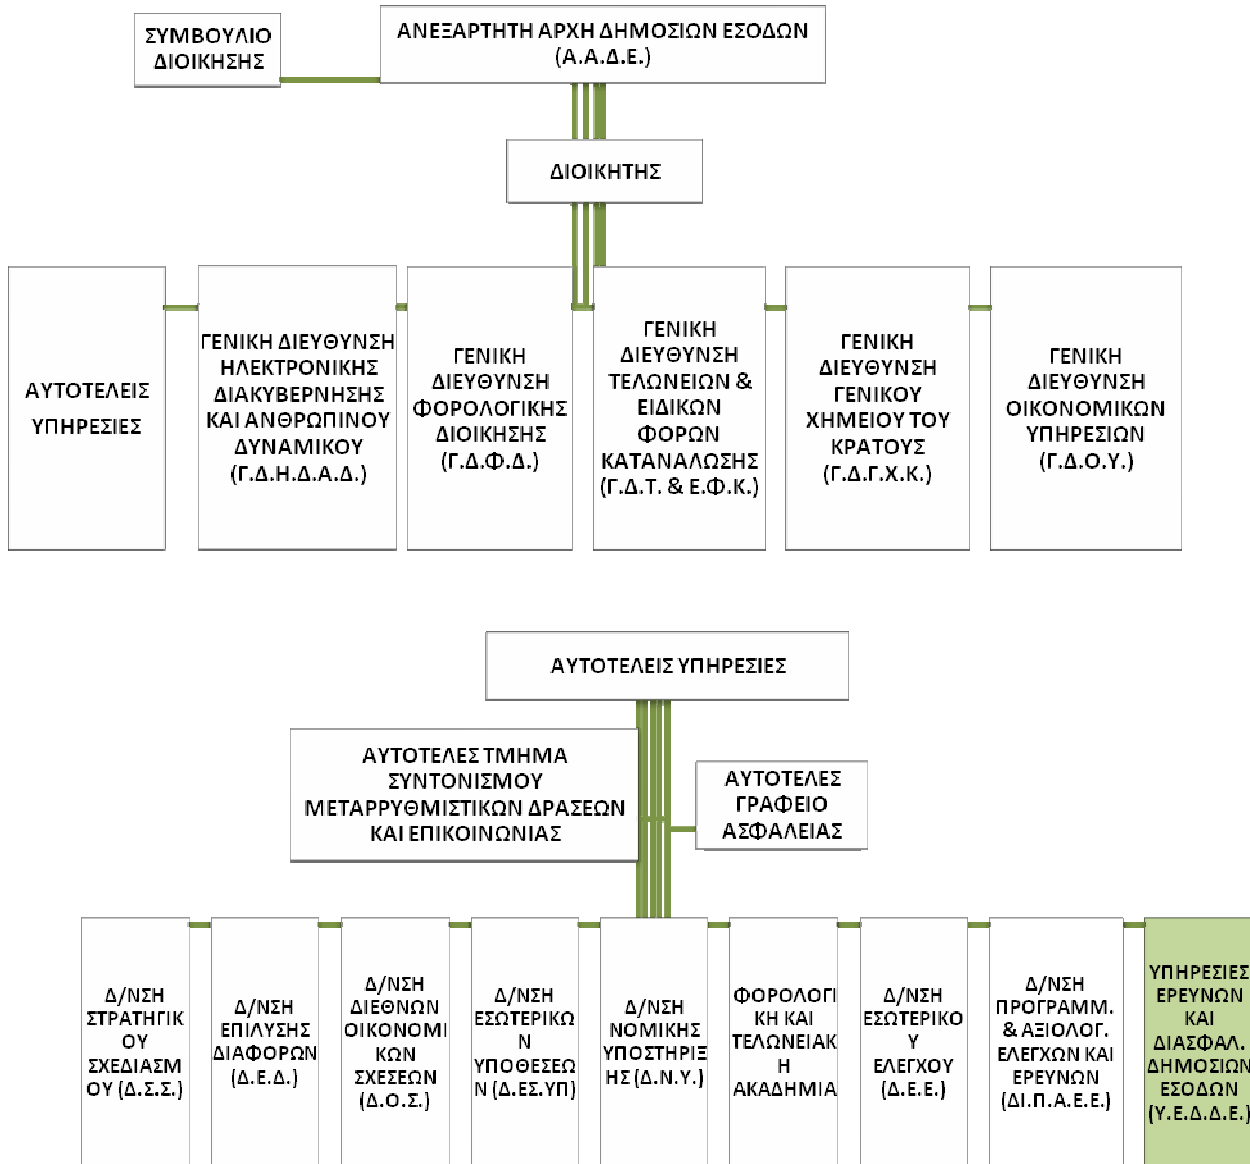 ΣΥΜΒΟΥΛΙΟ
ΔΙΟΙΚΗΣΗΣ
ΑΝΕΞΑΡΤΗΤΗ ΑΡΧΗ ΔΗΜΟΣΙΩΝ ΕΣΟΔΩΝ
(Α.Α.Δ.Ε.)
ΔΙΟΙΚΗΤΗΣ
ΑΥΤΟΤΕΛΕΙΣ
ΥΠΗΡΕΣΙΕΣ
ΓΕΝΙΚΗ ΔΙΕΥΘΥΝΣΗ
ΗΛΕΚΤΡΟΝΙΚΗΣ
ΔΙΑΚΥΒΕΡΝΗΣΗΣ
ΚΑΙ ΑΝΘΡΩΠΙΝΟΥ
ΔΥΝΑΜΙΚΟΥ
(Γ.Δ.Η.Δ.Α.Δ.)
ΓΕΝΙΚΗ
ΔΙΕΥΘΥΝΣΗ
ΦΟΡΟΛΟΓΙΚΗΣ
ΔΙΟΙΚΗΣΗΣ
(Γ.Δ.Φ.Δ.)
ΓΕΝΙΚΗ
ΔΙΕΥΘΥΝΣΗ
ΤΕΛΩΝΕΙΩΝ &
ΕΙΔΙΚΩΝ
ΦΟΡΩΝ
ΚΑΤΑΝΑΛΩΣΗΣ
(Γ.Δ.Τ. & Ε.Φ.Κ.)
ΓΕΝΙΚΗ
ΔΙΕΥΘΥΝΣΗ
ΓΕΝΙΚΟΥ
ΧΗΜΕΙΟΥ ΤΟΥ
ΚΡΑΤΟΥΣ
(Γ.Δ.Γ.Χ.Κ.)
ΓΕΝΙΚΗ
ΔΙΕΥΘΥΝΣΗ
ΟΙΚΟΝΟΜΙΚΩΝ
ΥΠΗΡΕΣΙΩΝ
(Γ.Δ.Ο.Υ.)
ΑΥΤΟΤΕΛΕΙΣ ΥΠΗΡΕΣΙΕΣ
ΑΥΤΟΤΕΛΕΣ ΤΜΗΜΑ
ΣΥΝΤΟΝΙΣΜΟΥ
ΜΕΤΑΡΡΥΘΜΙΣΤΙΚΩΝ ΔΡΑΣΕΩΝ
ΚΑΙ ΕΠΙΚΟΙΝΩΝΙΑΣ
ΑΥΤΟΤΕΛΕΣ
ΓΡΑΦΕΙΟ
ΑΣΦΑΛΕΙΑΣ
Δ/ΝΣΗ
ΣΤΡΑΤΗΓΙΚ
ΟΥ
ΣΧΕΔΙΑΣΜ
ΟΥ (Δ.Σ.Σ.)
Δ/ΝΣΗ
ΕΠΙΛΥΣΗΣ
ΔΙΑΦΟΡΩΝ
(Δ.Ε.Δ.)
Δ/ΝΣΗ
ΔΙΕΘΝΩΝ
ΟΙΚΟΝΟΜΙ
ΚΩΝ
ΣΧΕΣΕΩΝ
(Δ.Ο.Σ.)
Δ/ΝΣΗ
ΕΣΩΤΕΡΙΚΩ
Ν
ΥΠΟΘΕΣΕΩ
Ν (Δ.ΕΣ.ΥΠ)
Δ/ΝΣΗ
ΝΟΜΙΚΗΣ
ΥΠΟΣΤΗΡΙΞ
ΗΣ (Δ.Ν.Υ.)
ΦΟΡΟΛΟΓΙ
ΚΗ ΚΑΙ
ΤΕΛΩΝΕΙΑΚ
Η
ΑΚΑΔΗΜΙΑ
Δ/ΝΣΗ
ΕΣΩΤΕΡΙΚΟ
Υ
ΕΛΕΓΧΟΥ
(Δ.Ε.Ε.)
Δ/ΝΣΗ
ΠΡΟΓΡΑΜΜ.
& ΑΞΙΟΛΟΓ.
ΕΛΕΓΧΩΝ ΚΑΙ
ΕΡΕΥΝΩΝ
(ΔΙ.Π.Α.Ε.Ε.)
ΥΠΗΡΕΣΙΕΣ
ΕΡΕΥΝΩΝ
ΚΑΙ
ΔΙΑΣΦΑΛ.
ΔΗΜΟΣΙΩΝ
ΕΣΟΔΩΝ
(Υ.Ε.Δ.Δ.Ε.)